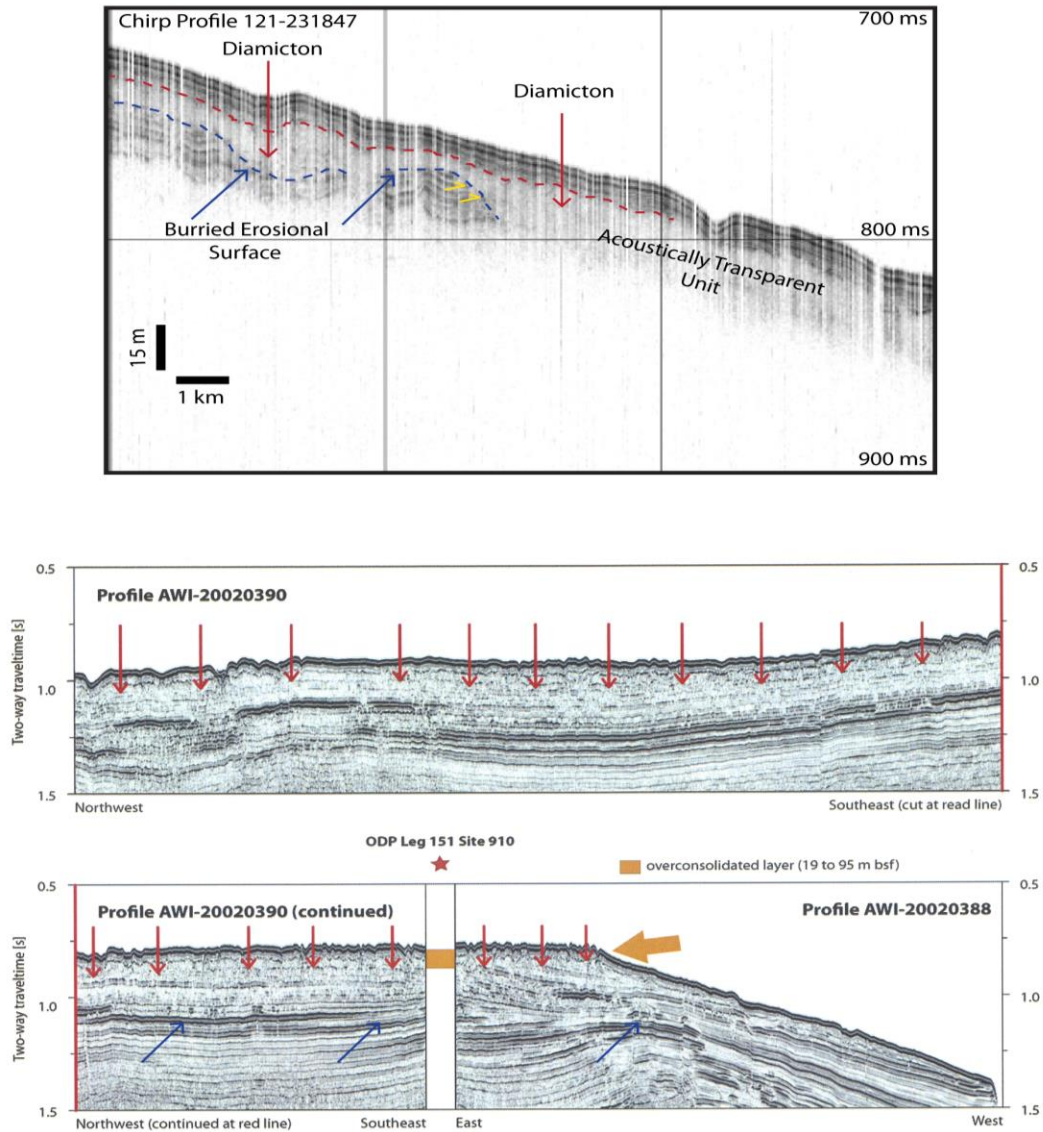 Chirp Profile 121-231847
700 ms
Diamicton
Diamicton
Burried Erosional
Surface
800 ms
Acoustically Transparent
Unit
15 m
1 km
900 ms
0.5
0.5
Profile AWI-20020390
Two-way traveltime [s]
1.0
1.0
1.5
1.5
Northwest
Southeast (cut at read line)
ODP Leg 151 Site 910
overconsolidated layer (19 to 95 m bsf)
0.5
0.5
Profile AWI-20020390 (continued)
Profile AWI-20020388
Two-way traveltime [s]
1.0
1.0
1.5
1.5
Northwest (continued at red line)
Southeast
East
West